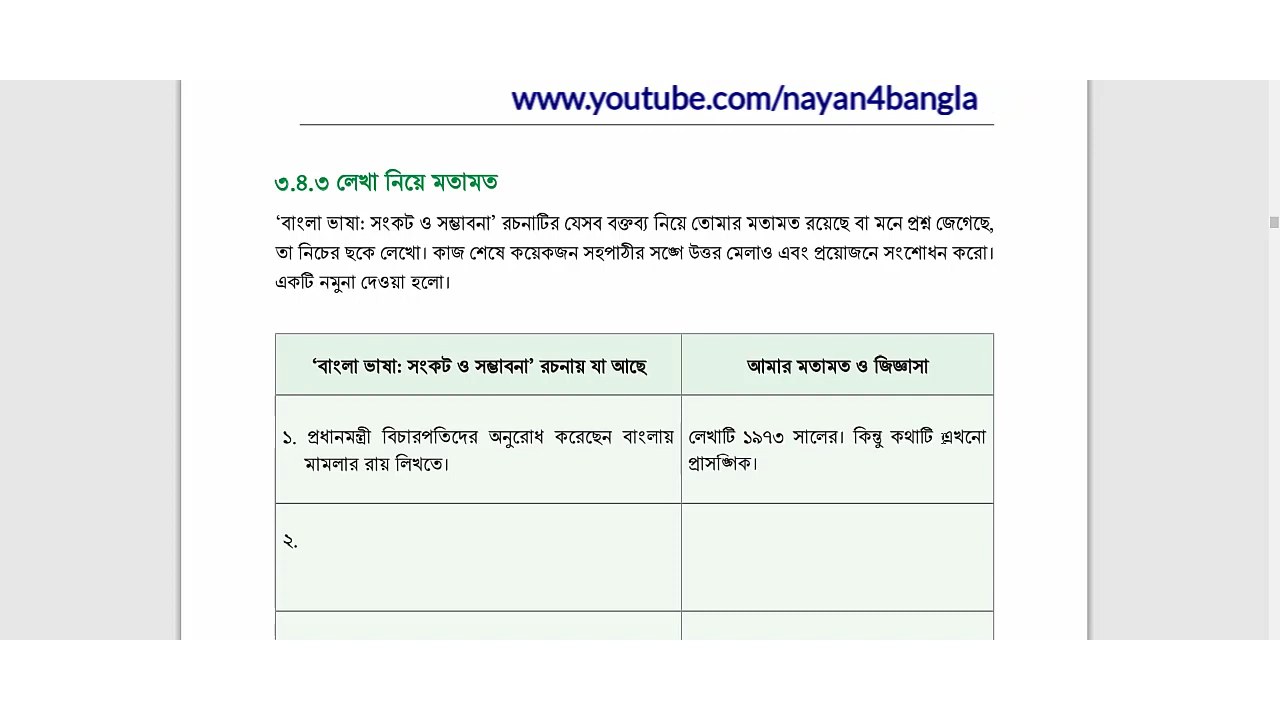 www.youtube.com/nayan4bangla
৩.৪.৩ লেখা নিয়ে মতামত
‘বাংলা ভাষা: সংকট ও সম্ভাবনা’ রচনাটির যেসব বক্তব্য নিয়ে তোমার মতামত রয়েছে বা মনে প্রশ্ন জেগেছে,
তা নিচের ছকে লেখো। কাজ শেষে কয়েকজন সহপাঠীর সঙ্গে উত্তর মেলাও এবং প্রয়োজনে সংশোধন করো।
একটি নমুনা দেওয়া হলো।
‘বাংলা ভাষা: সংকট ও সম্ভাবনা’ রচনায় যা আছে
আমার মতামত ও জিজ্ঞাসা
১. প্রধানমন্ত্রী বিচারপতিদের অনুরোধ করেছেন বাংলায়
মামলার রায় লিখতে।
লেখাটি ১৯৭৩ সালের। কিন্তু কথাটি এখনো
প্রাসঙ্গিক।
২.